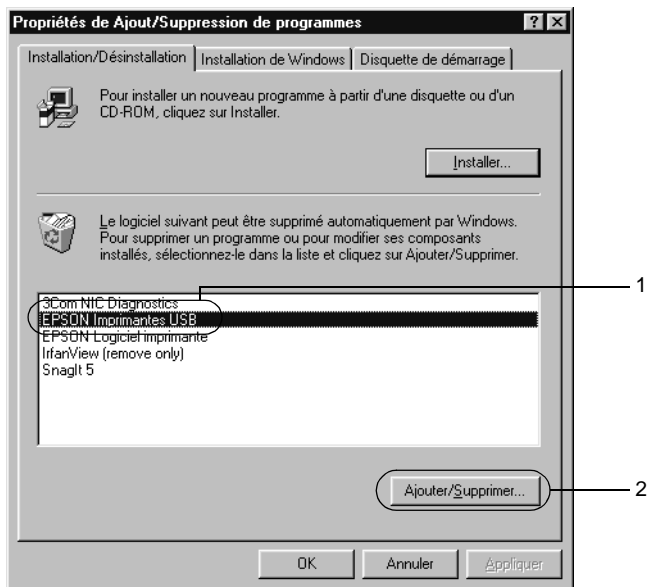 Propriétés de Ajout/Suppression de programmes
Installation/Désinstallation
Installation de Windows
Disquette de démarrage
Pour installer un nouveau programme à partir d'une disquette ou d'un
CD-ROM, cliquez sur Installer.
Installer...
Le logiciel suivant peut être supprimé automatiquement par Windows.
Pour supprimer un programme ou pour modifier ses composants
installés, sélectionnez-le dans la liste et cliquez sur Ajouter/Supprimer.
1
3Com NIC Diagnostics
EPSON Imprimantes USB
EPSON Logiciel imprimante
IrfanView (remove only)
SnagIt 5
Ajouter/Supprimer...
2
OK
Annuler
Appliquer